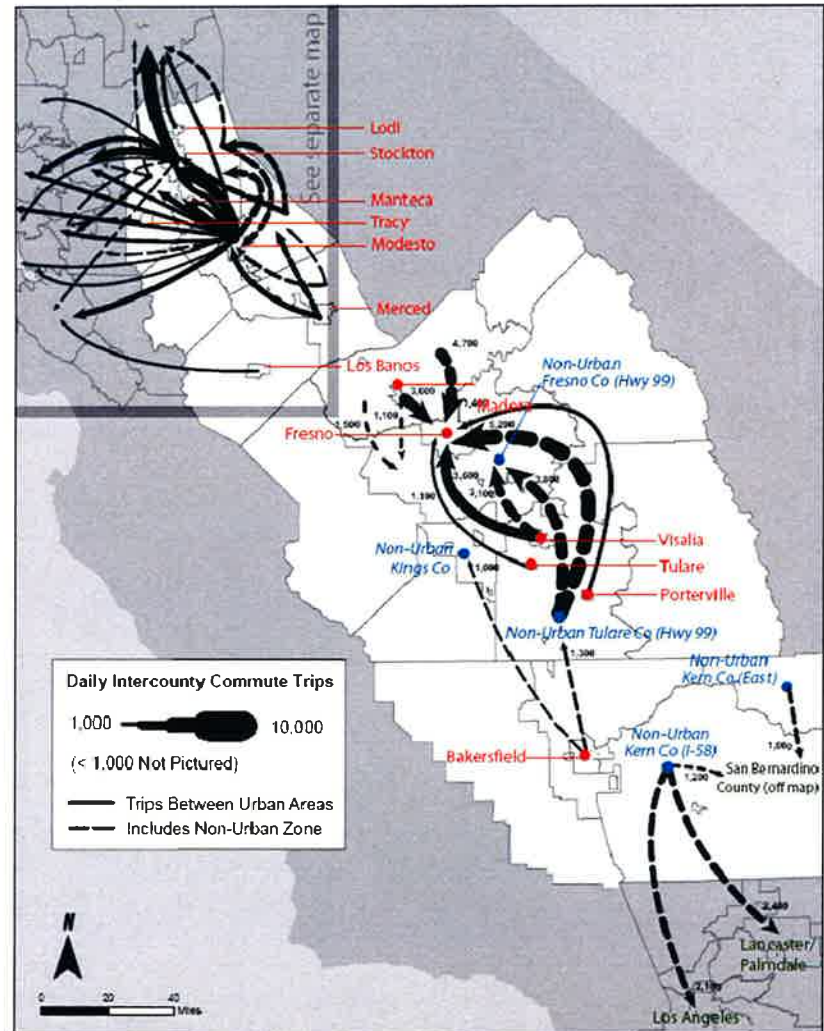 See separate map
Lodi
Stockton
Manteca
Tracy
Modesto
Merced
Los Banos
4,700
Non-Urban
Fresno Co (Hwy 99)
3,600
Madera
1,100
1,500
Fresno
5,200
3,600
2,100
1,100
Non-Urban
Kings Co
1,000
Visalia
Tulare
Porterville
Non-Urban Tulare Co (Hwy 99)
1,300
Non-Urban
Kern Co (East)
1,000
Bakersfield
Non-Urban
Kern Co (I-58)
1,200
San Bernardino
County (off map)
2,400
Lancaster/
Palmdale
2,100
Los Angeles
Daily Intercounty Commute Trips
1,000
10,000
(< 1,000 Not Pictured)
Trips Between Urban Areas
Includes Non-Urban Zone
N
0 20 40
Miles